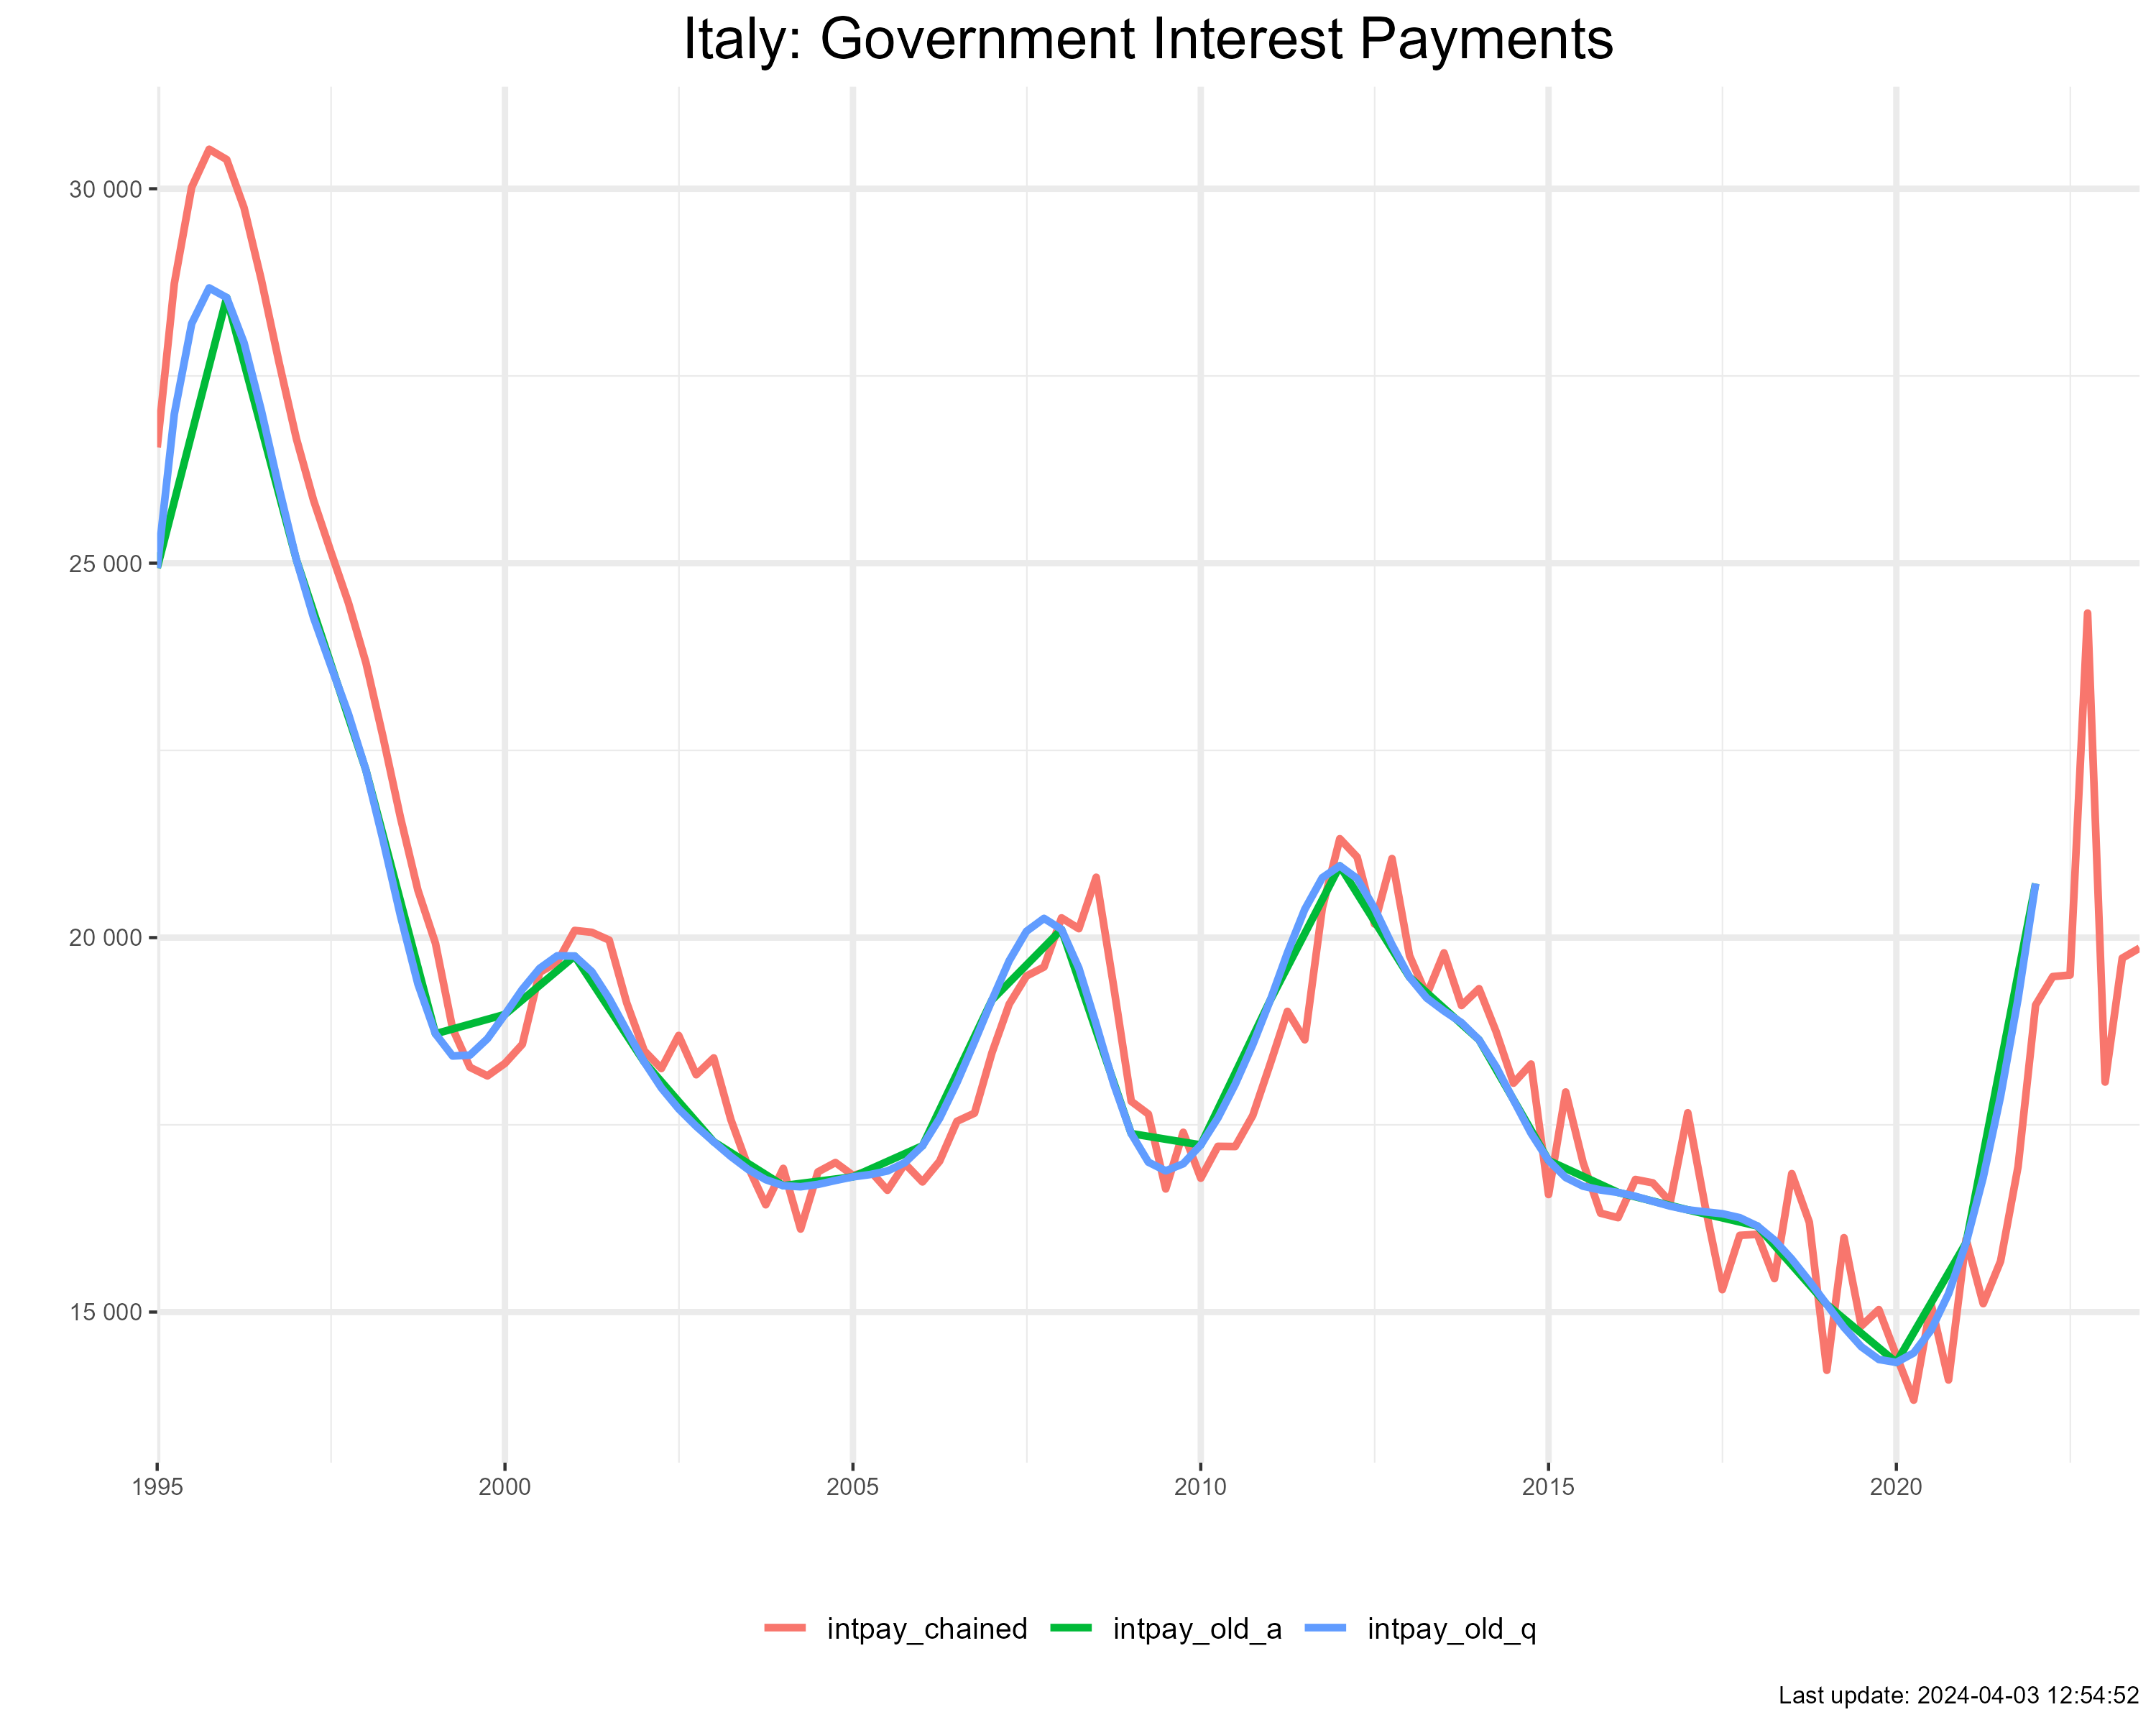 Italy: Government Interest Payments
30 000
25 000
20 000
15 000
1995 2000 2005 2010 2015 2020
intpay_chained intpay_old_a intpay_old_q
Last update: 2024-04-03 12:54:52